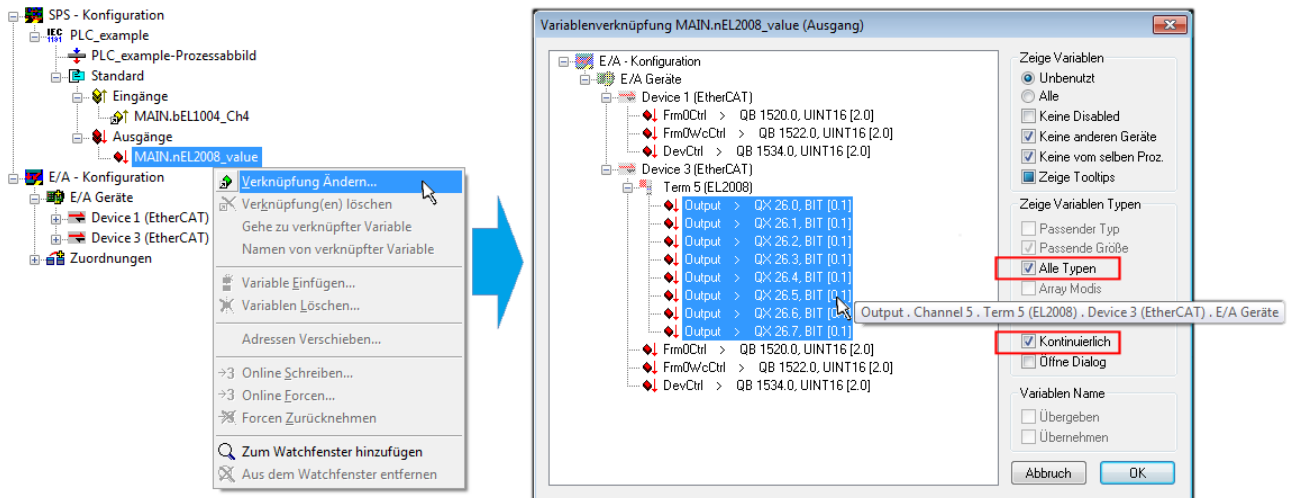 SPS - Konfiguration
IEC 1131 PLC_example
PLC_example-Prozessabbild
Standard
Eingänge
MAIN.bEL1004_Ch4
Ausgänge
MAIN.nEL2008_value
E/A - Konfiguration
E/A Geräte
Device 1 (EtherCAT)
Device 3 (EtherCAT)
Zuordnungen
Verknüpfung Ändern...
Verknüpfung(en) löschen
Gehe zu verknüpfter Variable
Namen von verknüpfter Variable
Variable Einfügen...
Variablen Löschen...
Adressen Verschieben...
→3 Online Schreiben...
→3 Online Forcen...
Forcen Zurücknehmen
Zum Watchfenster hinzufügen
Aus dem Watchfenster entfernen
Variablenverknüpfung MAIN.nEL2008_value (Ausgang)
E/A - Konfiguration
E/A Geräte
Device 1 (EtherCAT)
Frm0Ctrl > QB 1520.0, UINT16 [2.0]
Frm0WcCtrl > QB 1522.0, UINT16 [2.0]
DevCtrl > QB 1534.0, UINT16 [2.0]
Device 3 (EtherCAT)
Term 5 (EL2008)
Output > QX 26.0, BIT [0.1]
Output > QX 26.1, BIT [0.1]
Output > QX 26.2, BIT [0.1]
Output > QX 26.3, BIT [0.1]
Output > QX 26.4, BIT [0.1]
Output > QX 26.5, BIT [0.1]
Output > QX 26.6, BIT [0.1]
Output > QX 26.7, BIT [0.1]
Frm0Ctrl > QB 1520.0, UINT16 [2.0]
Frm0WcCtrl > QB 1522.0, UINT16 [2.0]
DevCtrl > QB 1534.0, UINT16 [2.0]
Output . Channel 5 . Term 5 (EL2008) . Device 3 (EtherCAT) . E/A Geräte
Zeige Variablen
Unbenutzt
Alle
Keine Disabled
Keine anderen Geräte
Keine vom selben Proz.
Zeige Tooltips
Zeige Variablen Typen
Passender Typ
Passende Größe
Alle Typen
Array Modis
Kontinuierlich
Öffne Dialog
Variablen Name
Übergeben
Übernehmen
Abbruch
OK